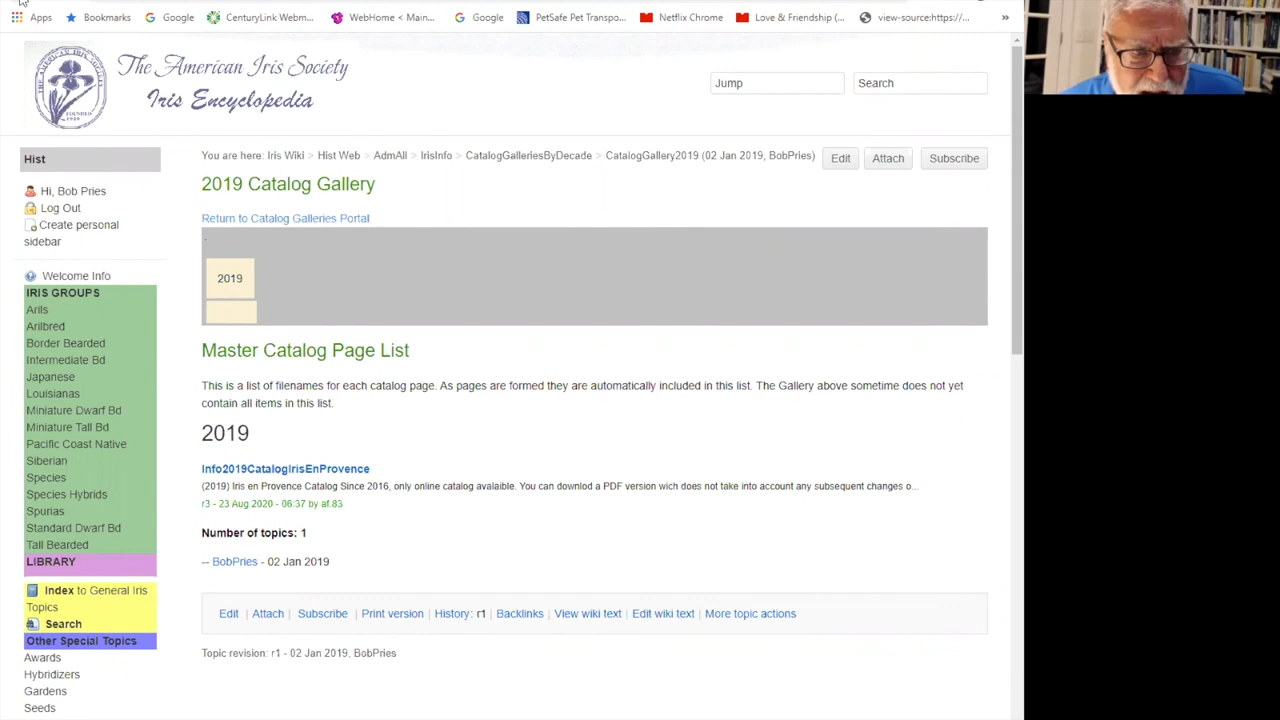 Apps
Bookmarks
Google
CenturyLink Webm...
WebHome < Main...
Google
PetSafe Pet Transpo...
Netflix Chrome
Love & Friendship (...
view-source:https://...
»
The American Iris Society
Iris Encyclopedia
Jump
Search
Hist
Hi, Bob Pries
Log Out
Create personal
sidebar
Welcome Info
IRIS GROUPS
Arils
Arilbred
Border Bearded
Intermediate Bd
Japanese
Louisianas
Miniature Dwarf Bd
Miniature Tall Bd
Pacific Coast Native
Siberian
Species
Species Hybrids
Spurias
Standard Dwarf Bd
Tall Bearded
LIBRARY
Index to General Iris
Topics
Search
Other Special Topics
Awards
Hybridizers
Gardens
Seeds
You are here: Iris Wiki > Hist Web > AdmAll > IrisInfo > CatalogGalleriesByDecade > CatalogGallery2019 (02 Jan 2019, BobPries)
Edit
Attach
Subscribe
2019 Catalog Gallery
Return to Catalog Galleries Portal
.
2019
Master Catalog Page List
This is a list of filenames for each catalog page. As pages are formed they are automatically included in this list. The Gallery above sometime does not yet
contain all items in this list.
2019
Info2019CatalogIrisEnProvence
(2019) Iris en Provence Catalog Since 2016, only online catalog avalaible. You can downlod a PDF version wich does not take into account any subsequent changes o...
r3 - 23 Aug 2020 - 06:37 by af.83
Number of topics: 1
-- BobPries - 02 Jan 2019
Edit | Attach | Subscribe | Print version | History: r1 | Backlinks | View wiki text | Edit wiki text | More topic actions
Topic revision: r1 - 02 Jan 2019, BobPries